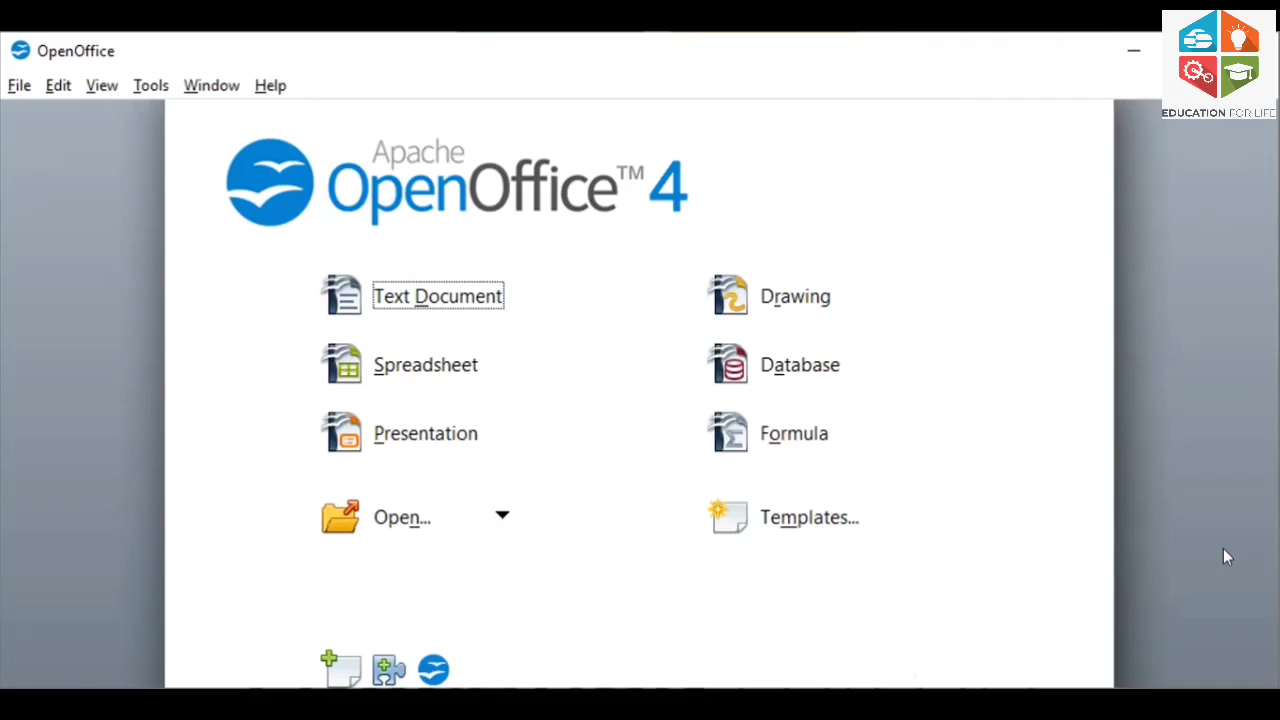 OpenOffice
File Edit View Tools Window Help
EDUCATION FOR LIFE
Apache
OpenOffice™ 4
Text Document
Drawing
Spreadsheet
Database
Presentation
Formula
Open...
Templates...